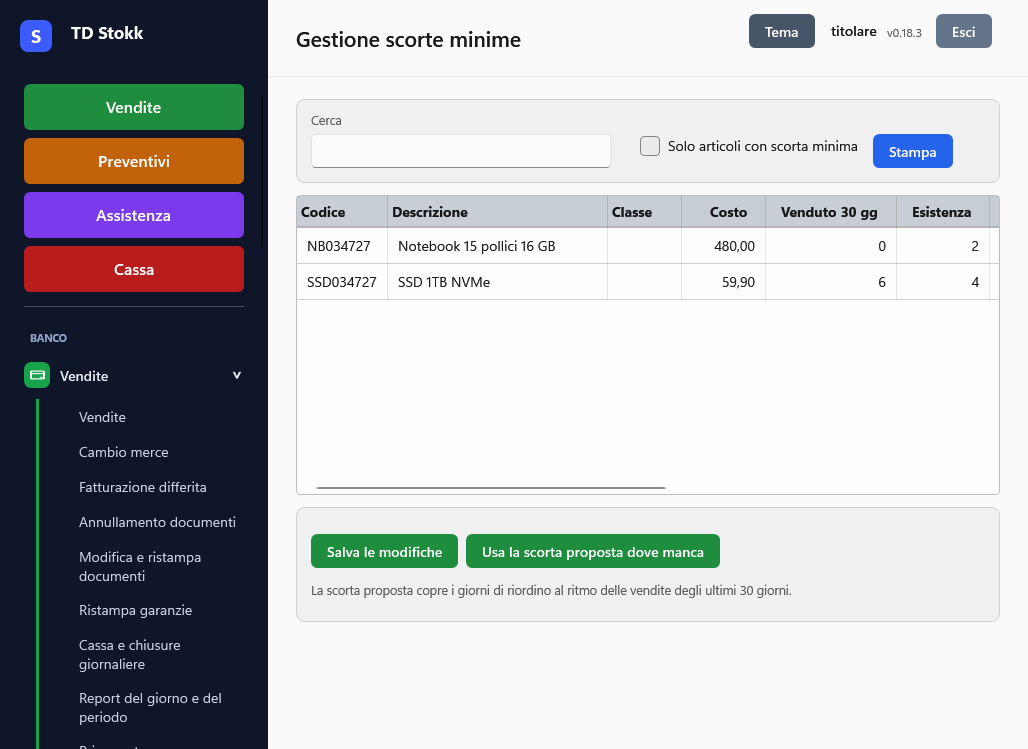 S
TD Stokk
Vendite
Preventivi
Assistenza
Cassa
BANCO
Vendite
Vendite
Cambio merce
Fatturazione differita
Annullamento documenti
Modifica e ristampa
documenti
Ristampa garanzie
Cassa e chiusure
giornaliere
Report del giorno e del
periodo
Gestione scorte minime
Tema
titolare
v0.18.3
Esci
Cerca
Solo articoli con scorta minima
Stampa
Codice Descrizione Classe Costo Venduto 30 gg Esistenza
NB034727 Notebook 15 pollici 16 GB 480,00 0 2
SSD034727 SSD 1TB NVMe 59,90 6 4
Salva le modifiche
Usa la scorta proposta dove manca
La scorta proposta copre i giorni di riordino al ritmo delle vendite degli ultimi 30 giorni.